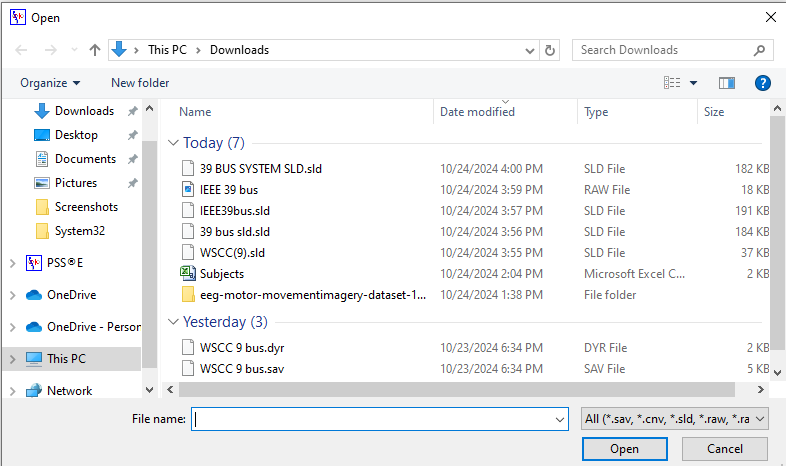 Open
This PC > Downloads
Search Downloads
Organize New folder
Downloads
Desktop
Documents
Pictures
Screenshots
System32
PSS®E
OneDrive
OneDrive - Person
This PC
Network
Name Date modified Type Size
Today (7)
39 BUS SYSTEM SLD.sld 10/24/2024 4:00 PM SLD File 182 KB
IEEE 39 bus 10/24/2024 3:59 PM RAW File 18 KB
IEEE39bus.sld 10/24/2024 3:57 PM SLD File 191 KB
39 bus sld.sld 10/24/2024 3:56 PM SLD File 184 KB
WSCC(9).sld 10/24/2024 3:55 PM SLD File 37 KB
Subjects 10/24/2024 2:04 PM Microsoft Excel C... 2 KB
eeg-motor-movementimagery-dataset-1... 10/24/2024 1:38 PM File folder
Yesterday (3)
WSCC 9 bus.dyr 10/23/2024 6:34 PM DYR File 2 KB
WSCC 9 bus.sav 10/23/2024 6:34 PM SAV File 5 KB
File name: All (*.sav, *.cnv, *.sld, *.raw, *.ra
Open Cancel